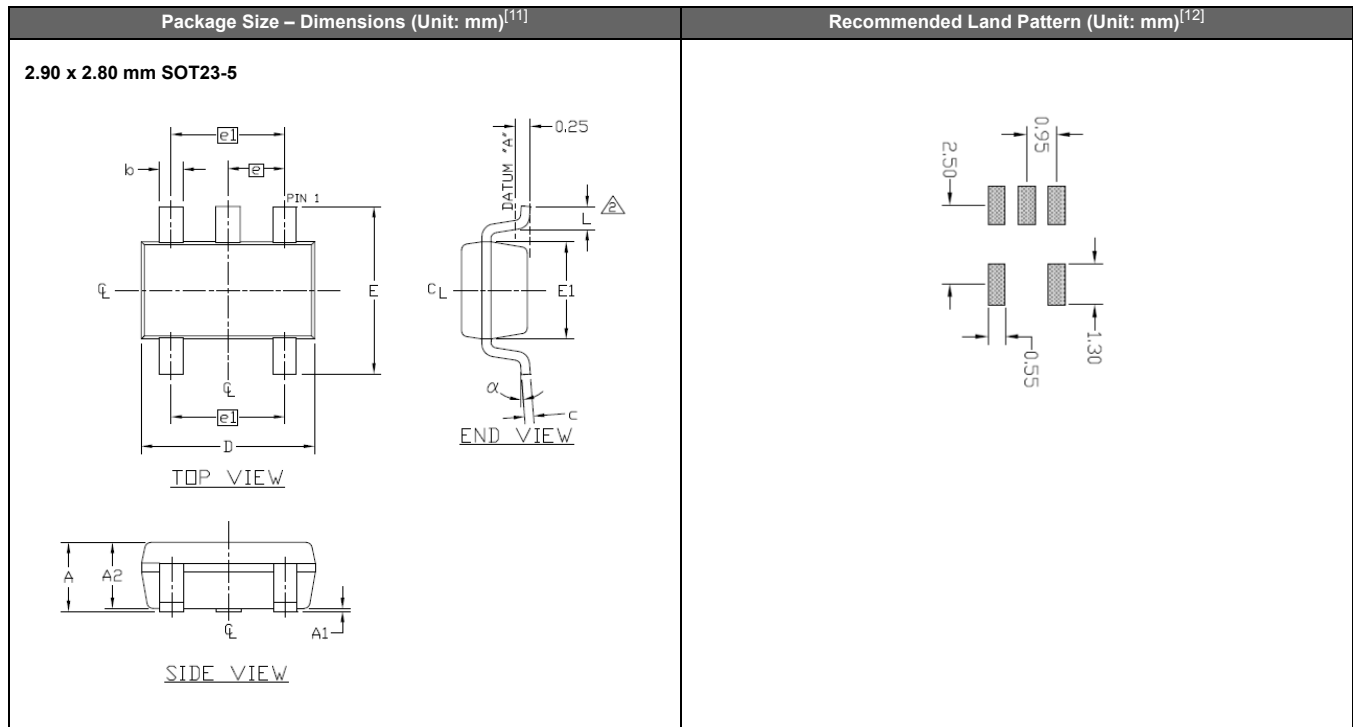 Package Size – Dimensions (Unit: mm)[11]
Recommended Land Pattern (Unit: mm)[12]
2.90 x 2.80 mm SOT23-5
e1
b
e
PIN 1
E
℄
℄
e1
D
TOP VIEW
DATUM "A"
0.25
2
L
CL
E1
α
c
END VIEW
A
A2
℄
A1
SIDE VIEW
2.50
0.95
1.30
0.55